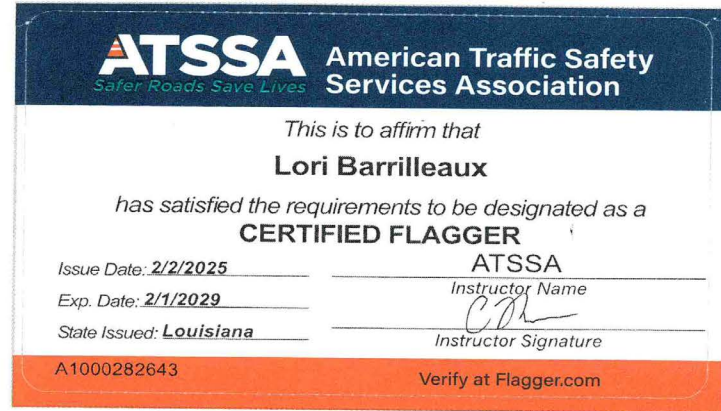 ATSSA
Safer Roads Save Lives
American Traffic Safety
Services Association
This is to affirm that
Lori Barrilleaux
has satisfied the requirements to be designated as a
CERTIFIED FLAGGER
Issue Date: 2/2/2025
ATSSA
Instructor Name
Exp. Date: 2/1/2029
State Issued: Louisiana
Instructor Signature
A1000282643
Verify at Flagger.com